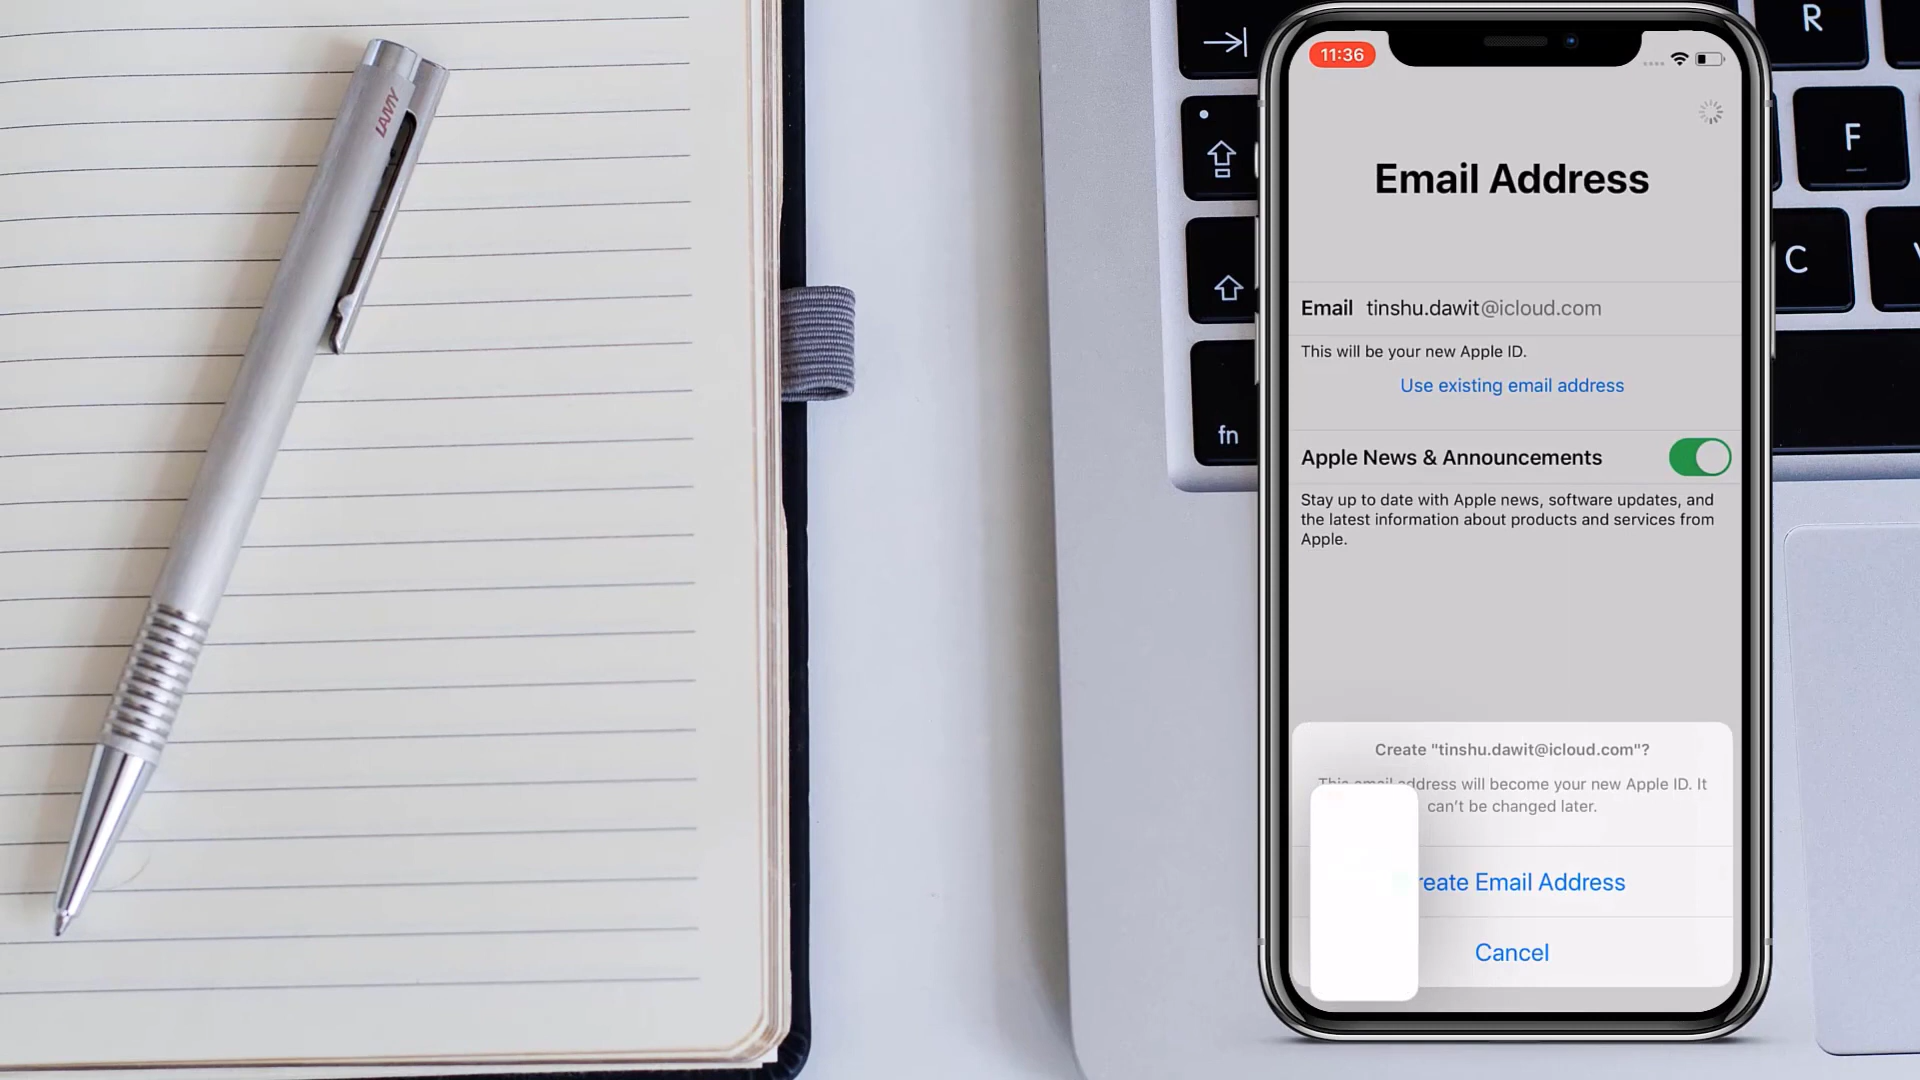 LAMY
R
F
C
fn
11:36
Email Address
Email tinshu.dawit@icloud.com
This will be your new Apple ID.
Use existing email address
Apple News & Announcements
Stay up to date with Apple news, software updates, and
the latest information about products and services from
Apple.
Create "tinshu.dawit@icloud.com"?
address will become your new Apple ID. It
can't be changed later.
Email Address
Cancel